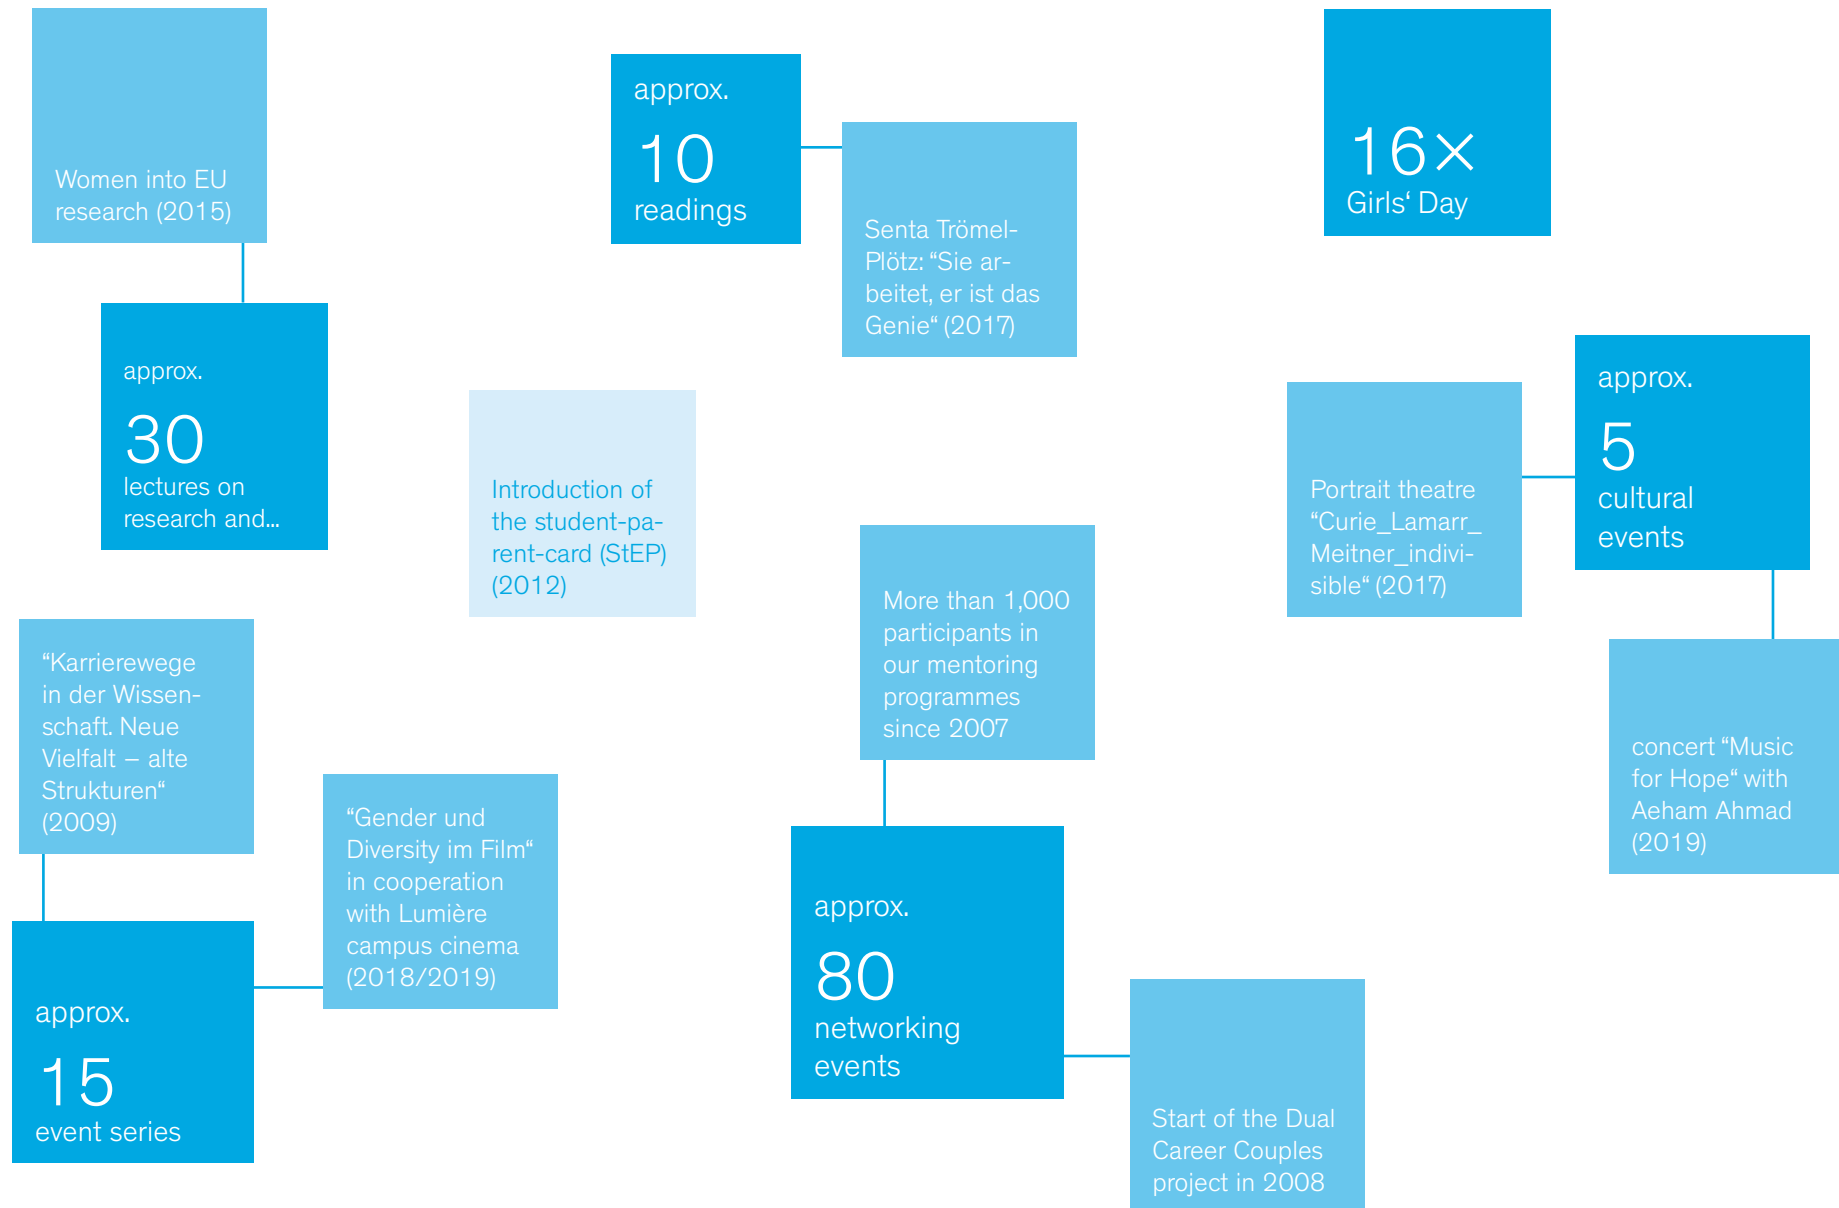 Women into EU
research (2015)
approx.
30
lectures on
research and...
approx.
10
readings
Senta Trömel-
Plötz: “Sie ar-
beitet, er ist das
Genie“ (2017)
16×
Girls‘ Day
approx.
5
cultural
events
Portrait theatre
“Curie_Lamarr_
Meitner_indivi-
sible“ (2017)
concert “Music
for Hope“ with
Aeham Ahmad
(2019)
Introduction of
the student-pa-
rent-card (StEP)
(2012)
“Karrierewege
in der Wissen-
schaft. Neue
Vielfalt – alte
Strukturen“
(2009)
approx.
15
event series
“Gender und
Diversity im Film“
in cooperation
with Lumière
campus cinema
(2018/2019)
More than 1,000
participants in
our mentoring
programmes
since 2007
approx.
80
networking
events
Start of the Dual
Career Couples
project in 2008